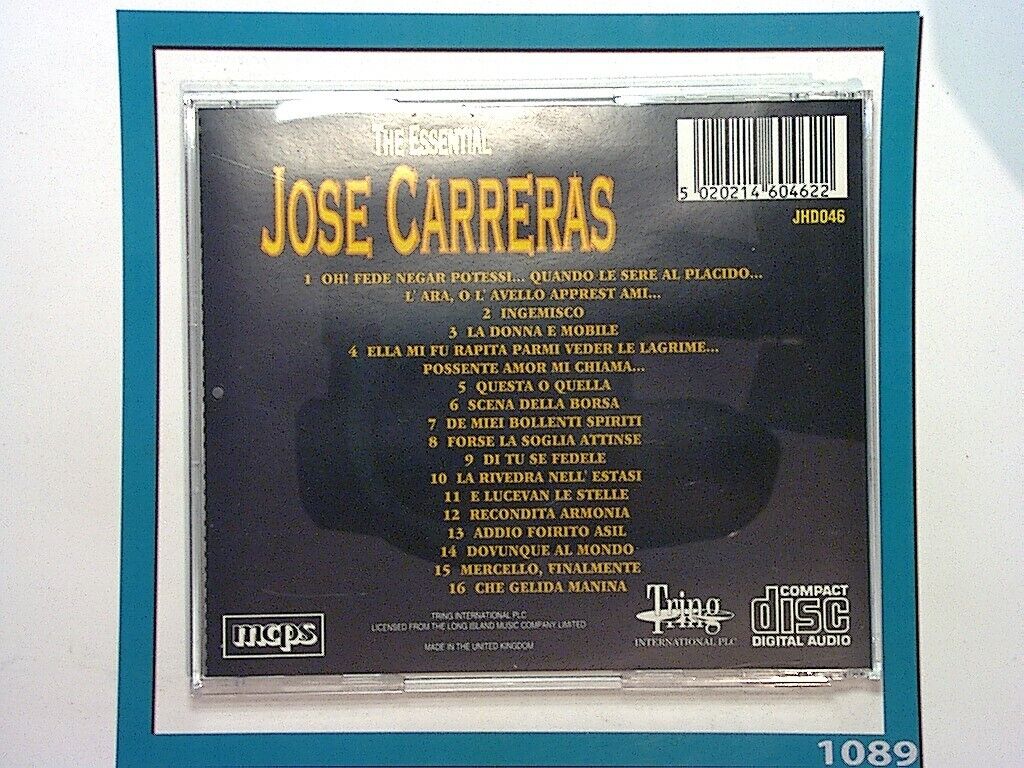 THE ESSENTIAL
JOSE CARRERAS
5 020214 604622
JHD046
1 OH! FEDE NEGAR POTESSI... QUANDO LE SERE AL PLACIDO...
L' ARA, O L' AVELLO APPREST AMI...
2 INGEMISCO
3 LA DONNA E MOBILE
4 ELLA MI FU RAPITA PARMI VEDER LE LAGRIME...
POSSENTE AMOR MI CHIAMA...
5 QUESTA O QUELLA
6 SCENA DELLA BORSA
7 DE MIEI BOLLENTI SPIRITI
8 FORSE LA SOGLIA ATTINSE
9 DI TU SE FEDELE
10 LA RIVEDRA NELL' ESTASI
11 E LUCEVAN LE STELLE
12 RECONDITA ARMONIA
13 ADDIO FOIRITO ASIL
14 DOVUNQUE AL MONDO
15 MERCELLO, FINALMENTE
16 CHE GELIDA MANINA
mcps
TRING INTERNATIONAL PLC
LICENSED FROM THE LONG ISLAND MUSIC COMPANY LIMITED
MADE IN THE UNITED KINGDOM
Tring
INTERNATIONAL PLC
COMPACT
disc
DIGITAL AUDIO
1089